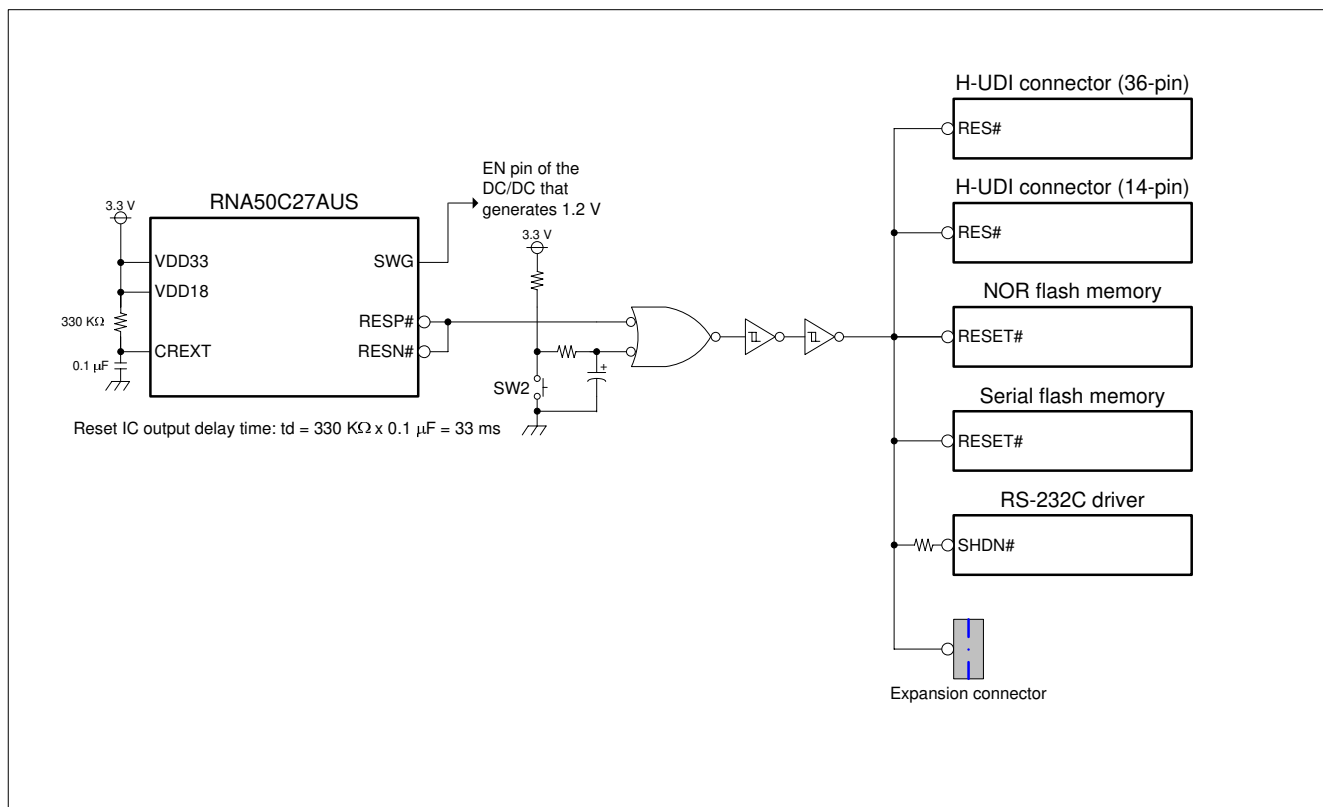 H-UDI connector (36-pin)
RES#
EN pin of the
DC/DC that
generates 1.2 V
H-UDI connector (14-pin)
RES#
RNA50C27AUS
3.3 V
3.3 V
VDD33
SWG
VDD18
NOR flash memory
330 KΩ
RESP#
RESET#
CREXT
RESN#
0.1 µF
+
SW2
Serial flash memory
Reset IC output delay time: td = 330 KΩ x 0.1 µF = 33 ms
RESET#
RS-232C driver
SHDN#
Expansion connector